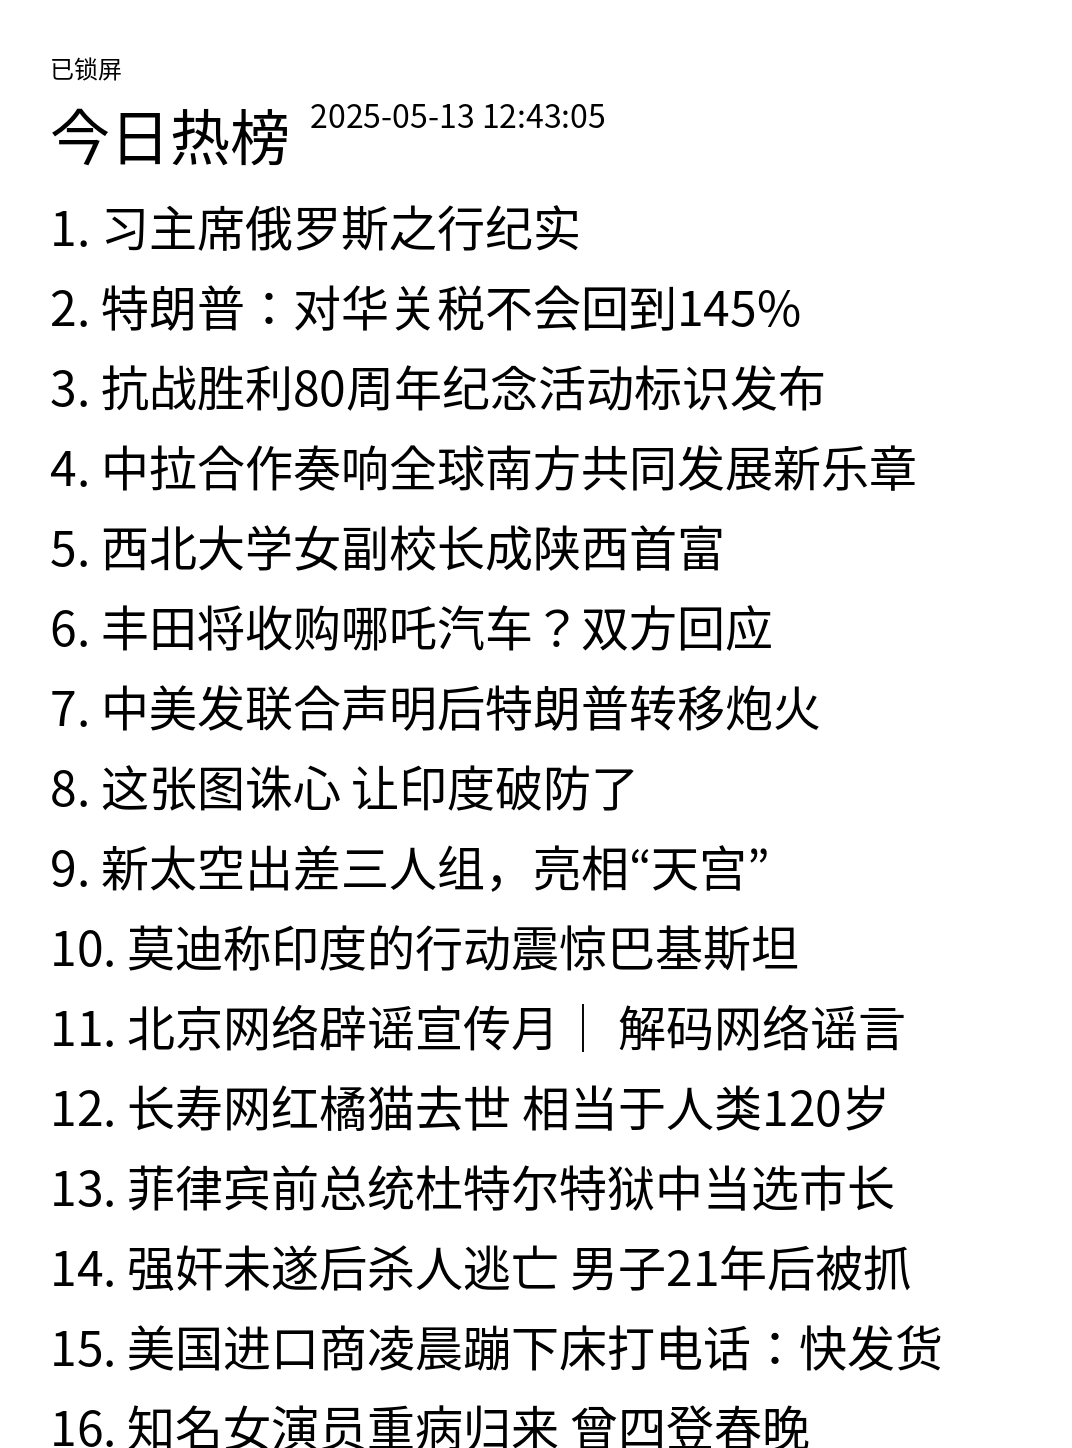 已锁屏
今日热榜 2025-05-13 12:43:05
1. 习主席俄罗斯之行纪实
2. 特朗普：对华关税不会回到145%
3. 抗战胜利80周年纪念活动标识发布
4. 中拉合作奏响全球南方共同发展新乐章
5. 西北大学女副校长成陕西首富
6. 丰田将收购哪吒汽车？双方回应
7. 中美发联合声明后特朗普转移炮火
8. 这张图诛心 让印度破防了
9. 新太空出差三人组，亮相“天宫”
10. 莫迪称印度的行动震惊巴基斯坦
11. 北京网络辟谣宣传月｜ 解码网络谣言
12. 长寿网红橘猫去世 相当于人类120岁
13. 菲律宾前总统杜特尔特狱中当选市长
14. 强奸未遂后杀人逃亡 男子21年后被抓
15. 美国进口商凌晨蹦下床打电话：快发货
16. 知名女演员重病归来 曾四登春晚